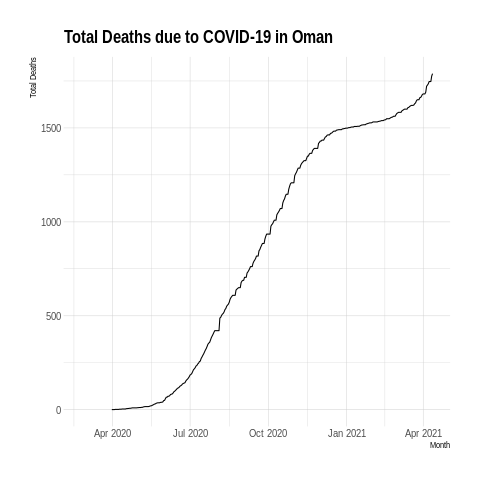 Total Deaths due to COVID-19 in Oman
Total Deaths
1500
1000
500
0
Apr 2020 Jul 2020 Oct 2020 Jan 2021 Apr 2021
Month